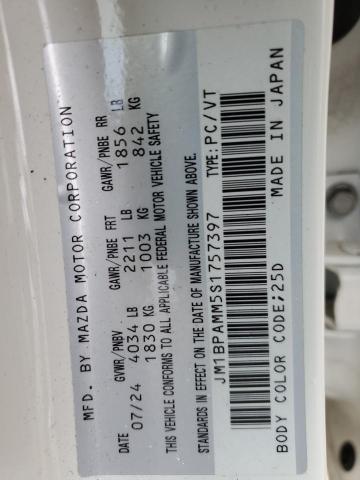 MFD. BY MAZDA MOTOR CORPORATION
GVWR/PNBV GAWR/PNBE FRT GAWR/PNBE RR
DATE 07/24 4034 LB 2211 LB 1856 LB
1830 KG 1003 KG 842 KG
THIS VEHICLE CONFORMS TO ALL APPLICABLE FEDERAL MOTOR VEHICLE SAFETY
STANDARDS IN EFFECT ON THE DATE OF MANUFACTURE SHOWN ABOVE.
JM1BPAMM5S1757397 TYPE: PC/VT
BODY COLOR CODE;25D MADE IN JAPAN